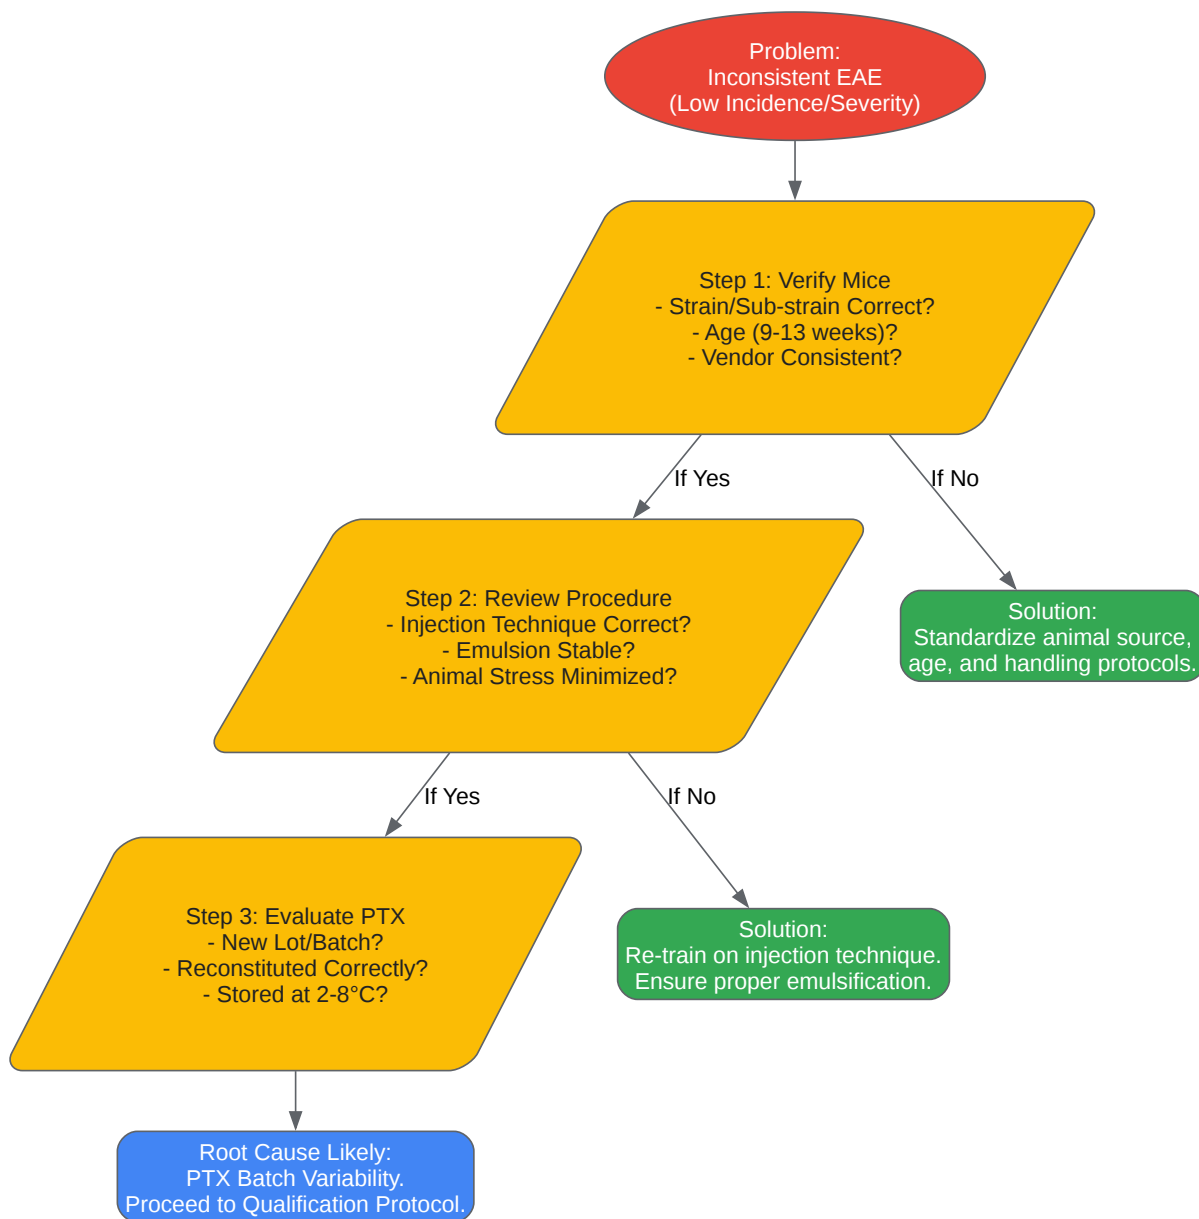 Problem:
Inconsistent EAE
(Low Incidence/Severity)
Step 1: Verify Mice
- Strain/Sub-strain Correct?
- Age (9-13 weeks)?
- Vendor Consistent?
If Yes
If No
Step 2: Review Procedure
- Injection Technique Correct?
- Emulsion Stable?
- Animal Stress Minimized?
Solution:
Standardize animal source,
age, and handling protocols.
If Yes
If No
Step 3: Evaluate PTX
- New Lot/Batch?
- Reconstituted Correctly?
- Stored at 2-8°C?
Solution:
Re-train on injection technique.
Ensure proper emulsification.
Root Cause Likely:
PTX Batch Variability.
Proceed to Qualification Protocol.